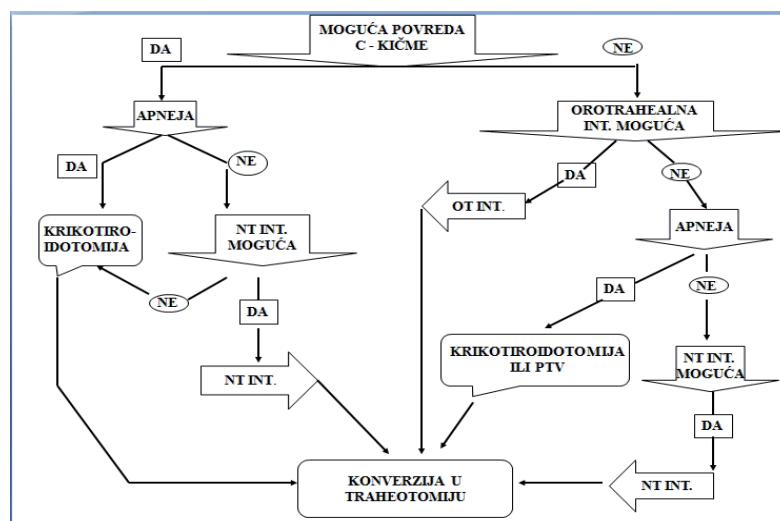 MOGUĆA POVREDA
C - KIČME
DA
NE
APNEJA
OROTRAHEALNA
INT. MOGUĆA
DA
NE
DA
NE
OT INT.
KRIKOTIRO-
IDOTOMIJA
NT INT.
MOGUĆA
APNEJA
NE
DA
DA
NE
KRIKOTIROIDOTOMIJA
ILI PTV
NT INT.
MOGUĆA
NT INT.
DA
KONVERZIJA U
TRAHEOTOMIJU
NT INT.